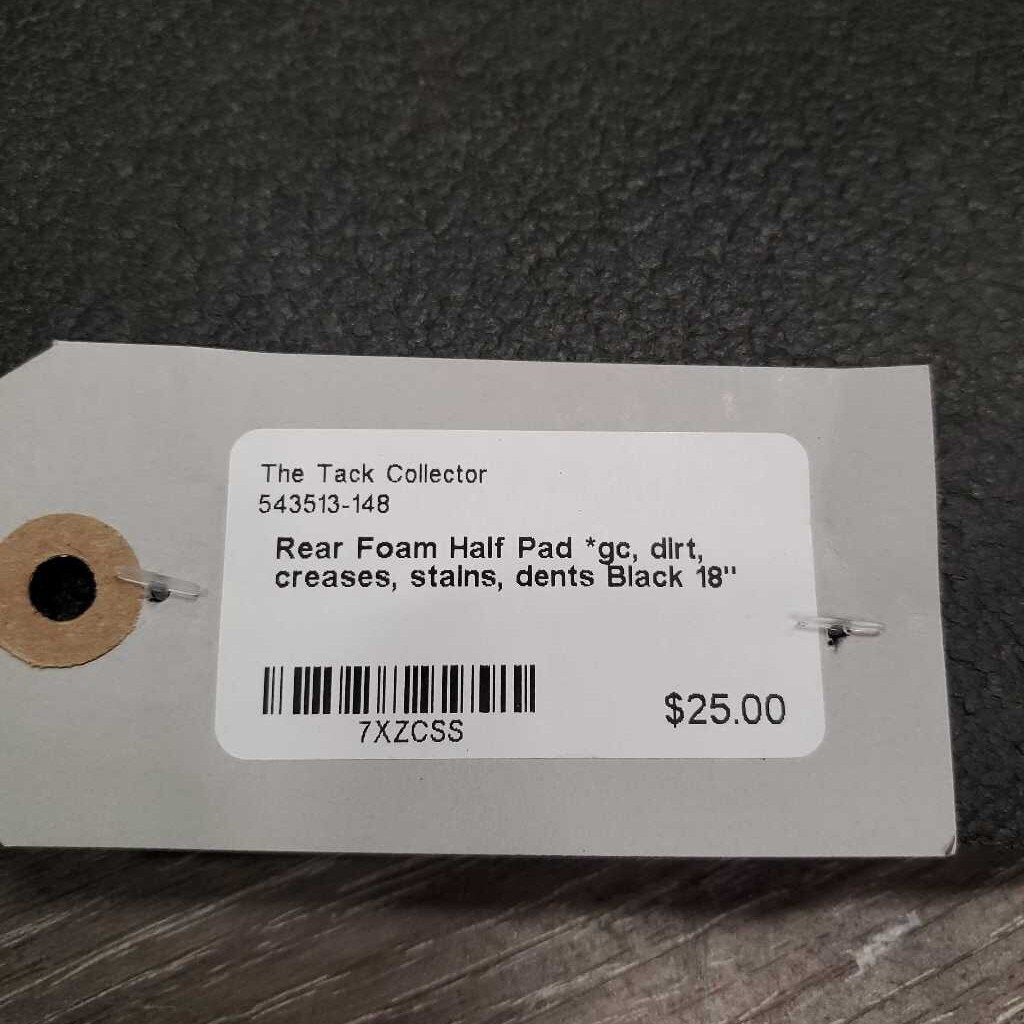 The Tack Collector
543513-148
Rear Foam Half Pad *gc, dirt,
creases, stains, dents Black 18"
7XZCSS
$25.00